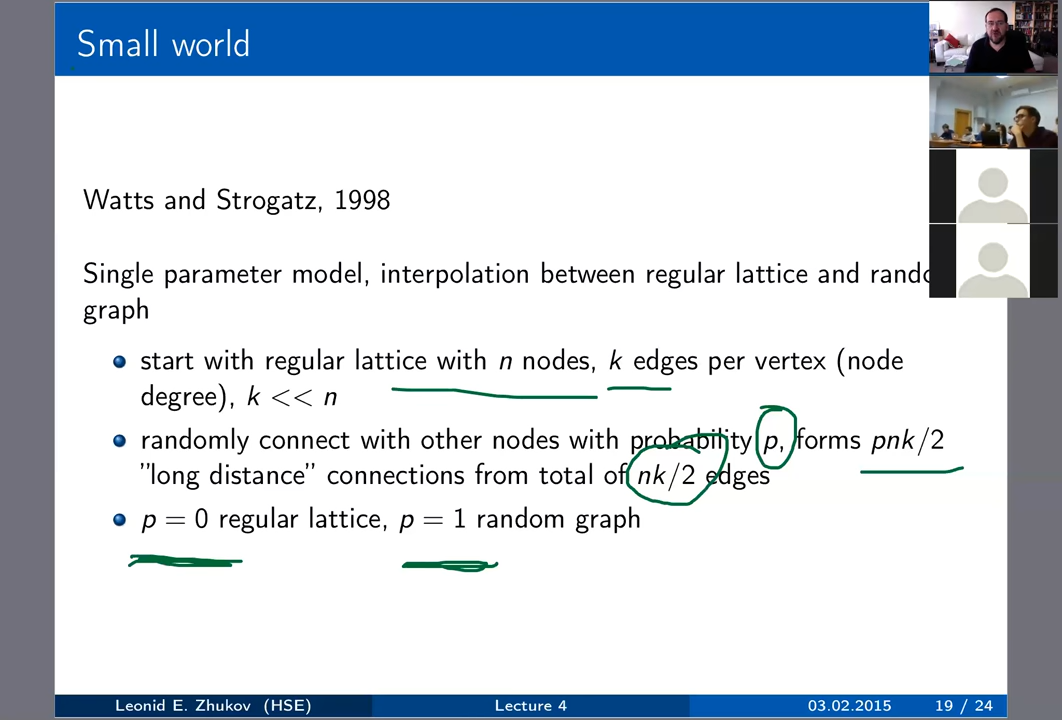 Small world
Watts and Strogatz, 1998
Single parameter model, interpolation between regular lattice and
graph
start with regular lattice with n nodes, k edges per vertex (node
degree), k << n
randomly connect with other nodes with probability p, forms pnk/2
"long distance" connections from total of nk/2 edges
p = 0 regular lattice, p = 1 random graph
Leonid E. Zhukov (HSE) Lecture 4 03.02.2015 19 / 24